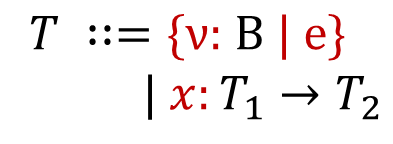 T ::= {ν: B | e}
| x: T₁ → T₂